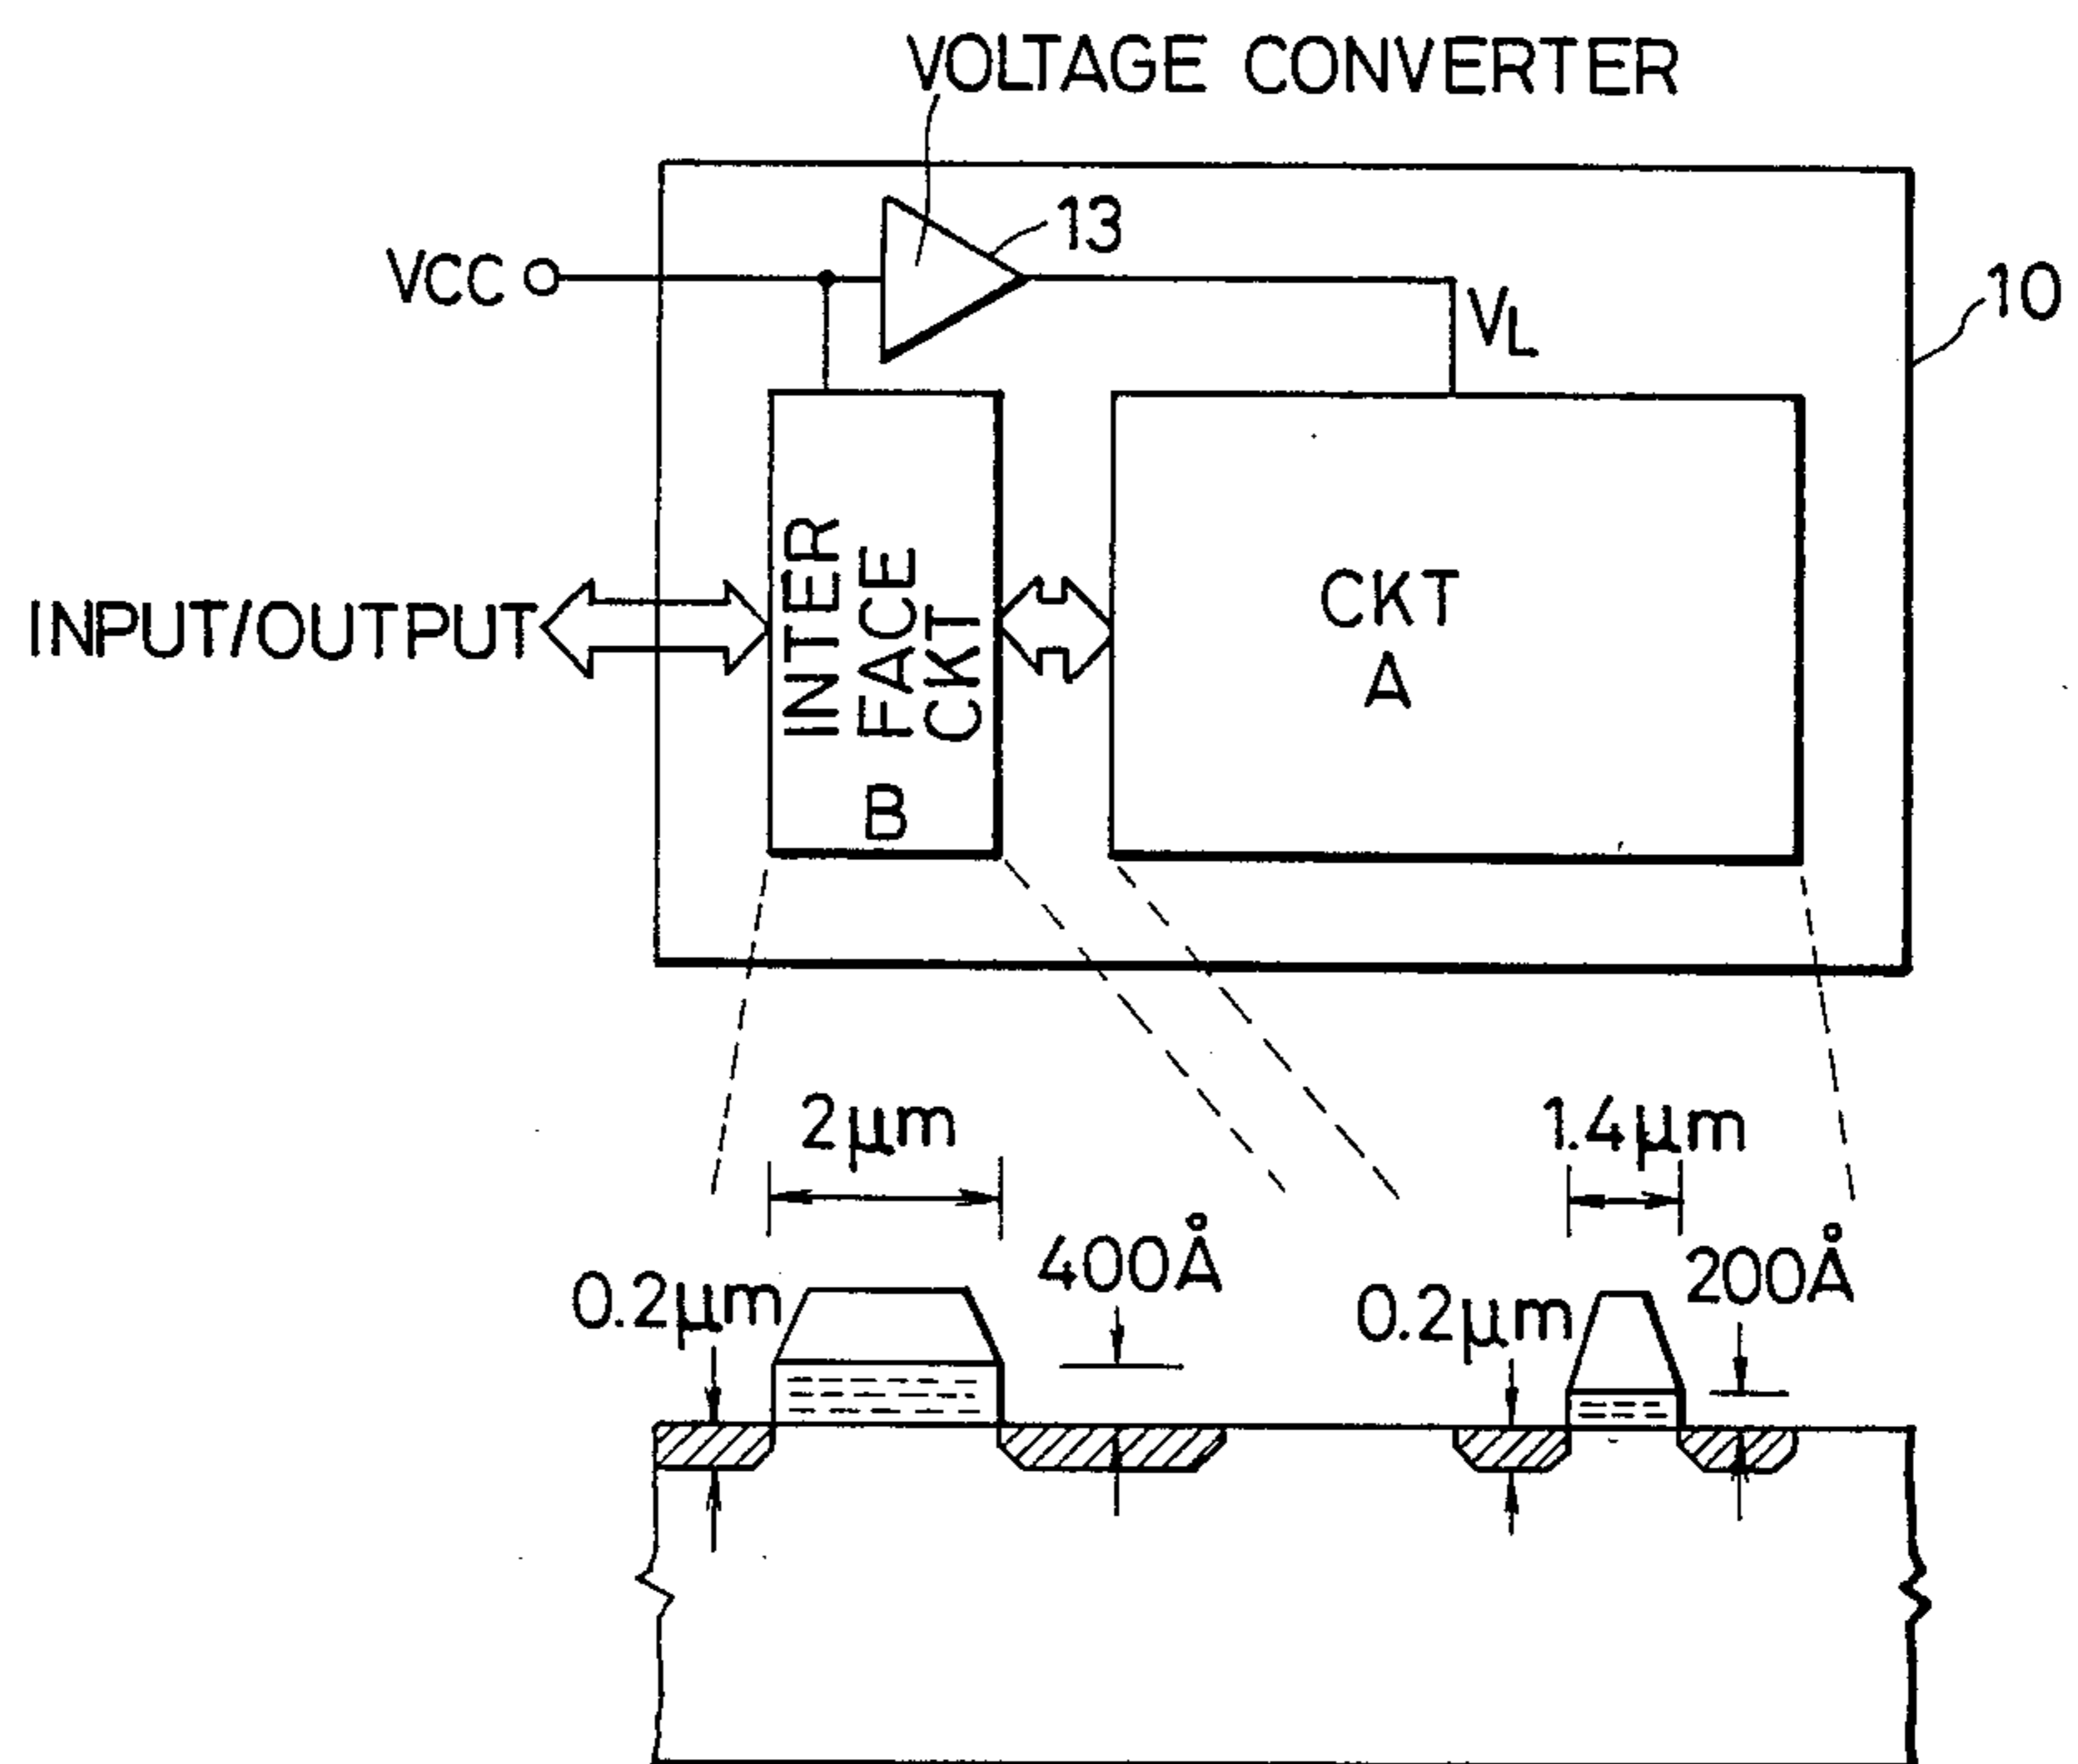 VOLTAGE CONVERTER
13
VCC
VL
10
INPUT/OUTPUT
INTER
FACE
CKT
B
CKT
A
2μm
1.4μm
0.2μm
400Å
0.2μm
200Å